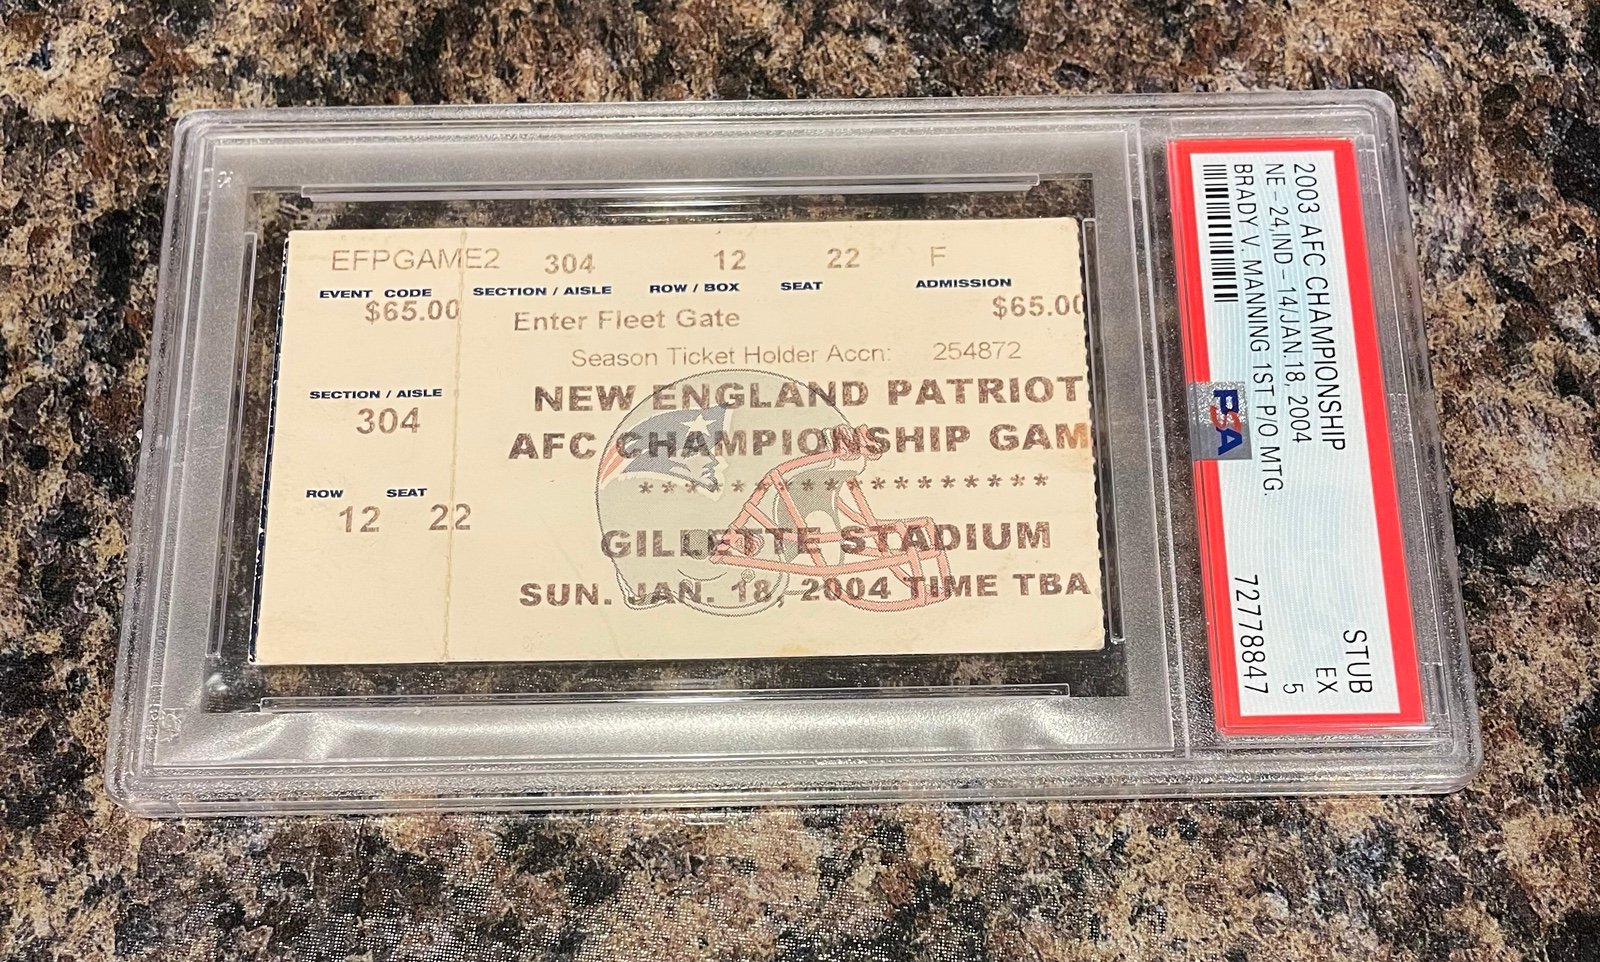 EFPGAME2 304 12 22 F
EVENT CODE SECTION / AISLE ROW / BOX SEAT ADMISSION
$65.00 Enter Fleet Gate $65.00
Season Ticket Holder Accn: 254872
SECTION / AISLE
304
NEW ENGLAND PATRIOT
AFC CHAMPIONSHIP GAM
******************
ROW SEAT
12 22
GILLETTE STADIUM
SUN. JAN. 18, 2004 TIME TBA
2003 AFC CHAMPIONSHIP STUB
NE - 24,IND - 14/JAN.18, 2004 EX
BRADY V. MANNING 1ST P/O MTG. 5
PSA
72778847